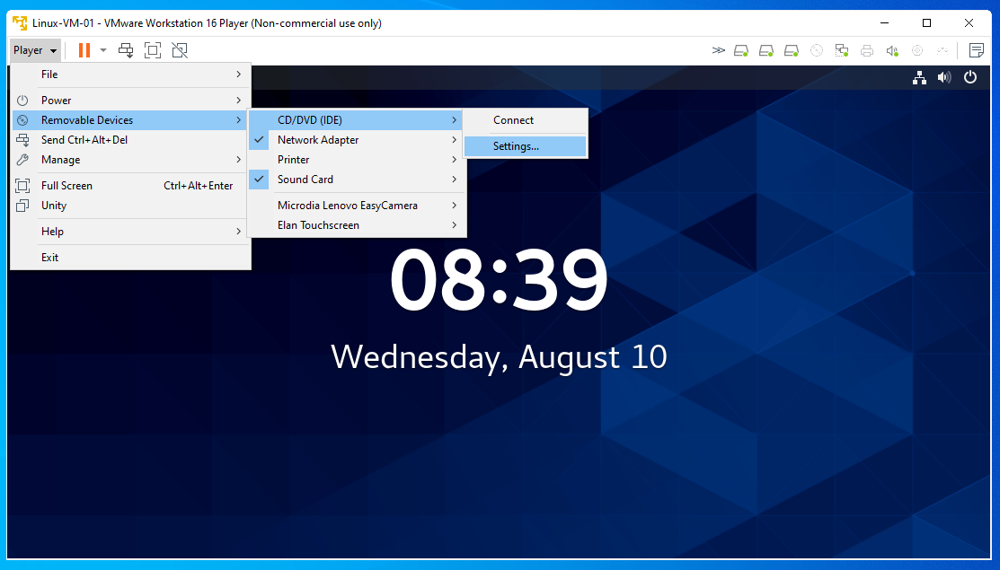 Linux-VM-01 - VMware Workstation 16 Player (Non-commercial use only)
Player
File
Power
Removable Devices
Send Ctrl+Alt+Del
Manage
Full Screen Ctrl+Alt+Enter
Unity
Help
Exit
CD/DVD (IDE)
Network Adapter
Printer
Sound Card
Microdia Lenovo EasyCamera
Elan Touchscreen
Connect
Settings...
08:39
Wednesday, August 10